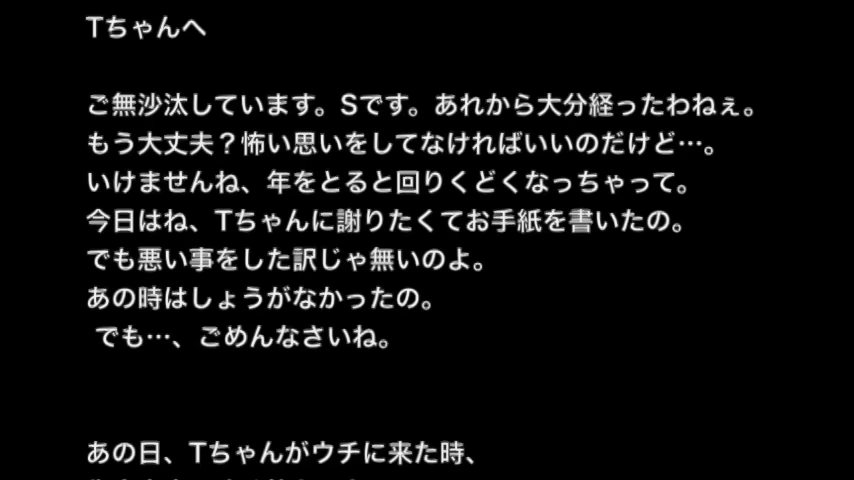 Tちゃんへ
ご無沙汰しています。Sです。あれから大分経ったわねぇ。
もう大丈夫？怖い思いをしてなければいいのだけど…。
いけませんね、年をとると回りくどくなっちゃって。
今日はね、Tちゃんに謝りたくてお手紙を書いたの。
でも悪い事をした訳じゃ無いのよ。
あの時はしょうがなかったの。
でも…、ごめんなさいね。
あの日、Tちゃんがウチに来た時、